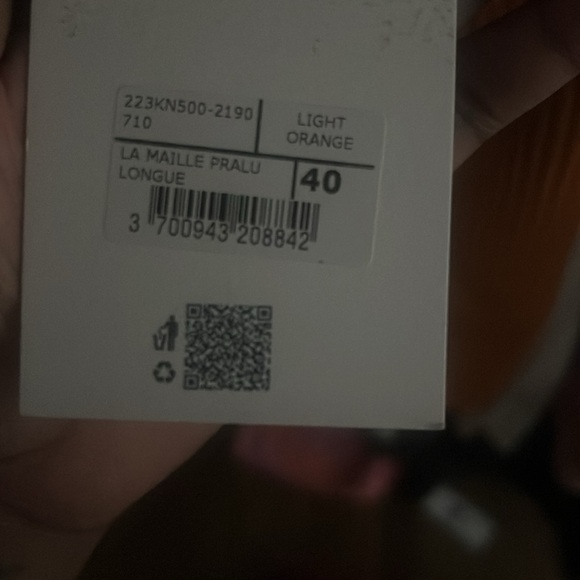 223KN500-2190
710
LIGHT
ORANGE
LA MAILLE PRALU
LONGUE
40
3 700943 208842